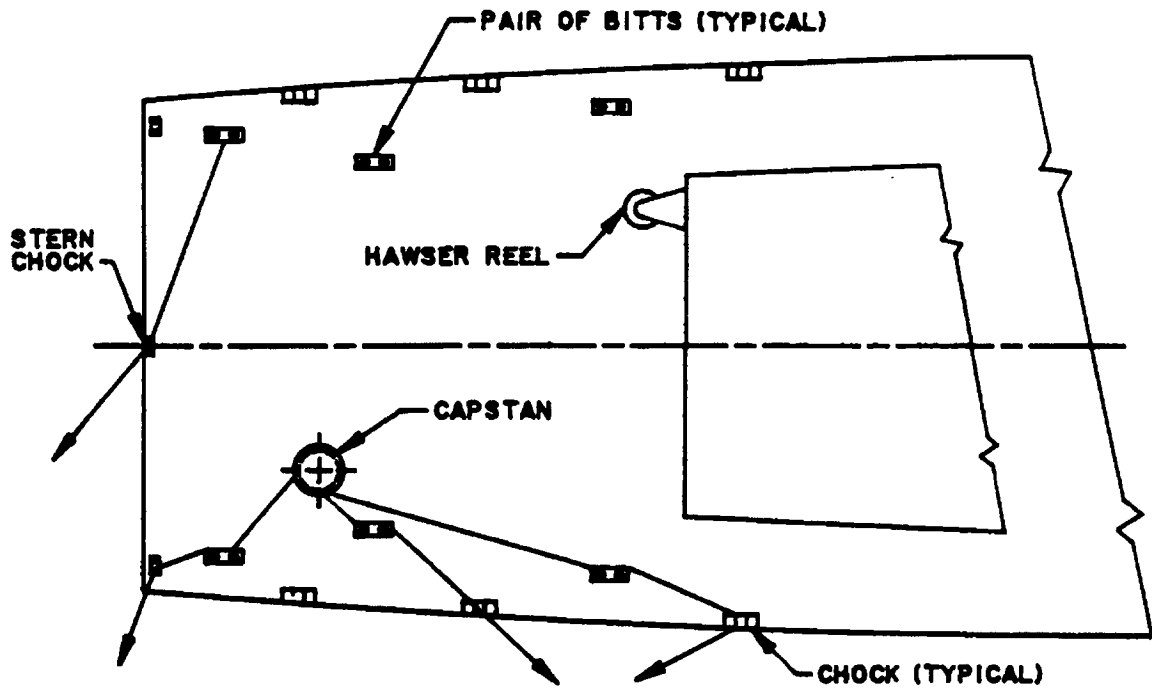 PAIR OF BITTS (TYPICAL)
STERN
CHOCK
HAWSER REEL
CAPSTAN
CHOCK (TYPICAL)